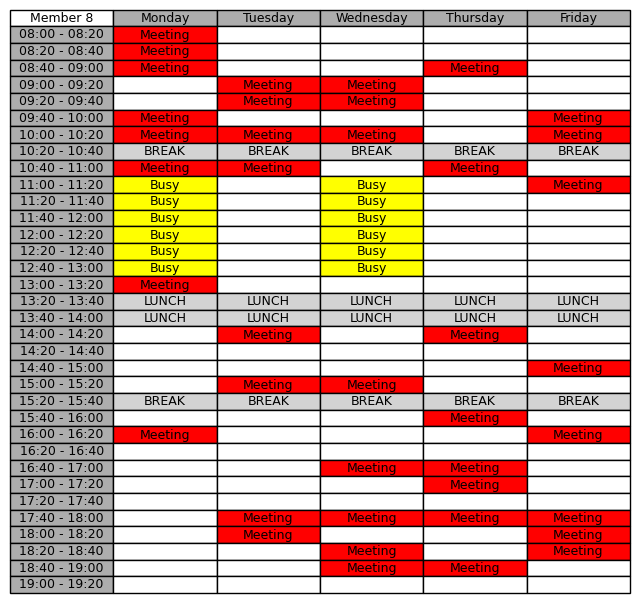 Member 8 Monday Tuesday Wednesday Thursday Friday
08:00 - 08:20 Meeting
08:20 - 08:40 Meeting
08:40 - 09:00 Meeting Meeting
09:00 - 09:20 Meeting Meeting
09:20 - 09:40 Meeting Meeting
09:40 - 10:00 Meeting Meeting
10:00 - 10:20 Meeting Meeting Meeting Meeting
10:20 - 10:40 BREAK BREAK BREAK BREAK BREAK
10:40 - 11:00 Meeting Meeting Meeting
11:00 - 11:20 Busy Busy Meeting
11:20 - 11:40 Busy Busy
11:40 - 12:00 Busy Busy
12:00 - 12:20 Busy Busy
12:20 - 12:40 Busy Busy
12:40 - 13:00 Busy Busy
13:00 - 13:20 Meeting
13:20 - 13:40 LUNCH LUNCH LUNCH LUNCH LUNCH
13:40 - 14:00 LUNCH LUNCH LUNCH LUNCH LUNCH
14:00 - 14:20 Meeting Meeting
14:20 - 14:40
14:40 - 15:00 Meeting
15:00 - 15:20 Meeting Meeting
15:20 - 15:40 BREAK BREAK BREAK BREAK BREAK
15:40 - 16:00 Meeting
16:00 - 16:20 Meeting Meeting
16:20 - 16:40
16:40 - 17:00 Meeting Meeting
17:00 - 17:20 Meeting
17:20 - 17:40
17:40 - 18:00 Meeting Meeting Meeting Meeting
18:00 - 18:20 Meeting Meeting
18:20 - 18:40 Meeting Meeting
18:40 - 19:00 Meeting Meeting
19:00 - 19:20